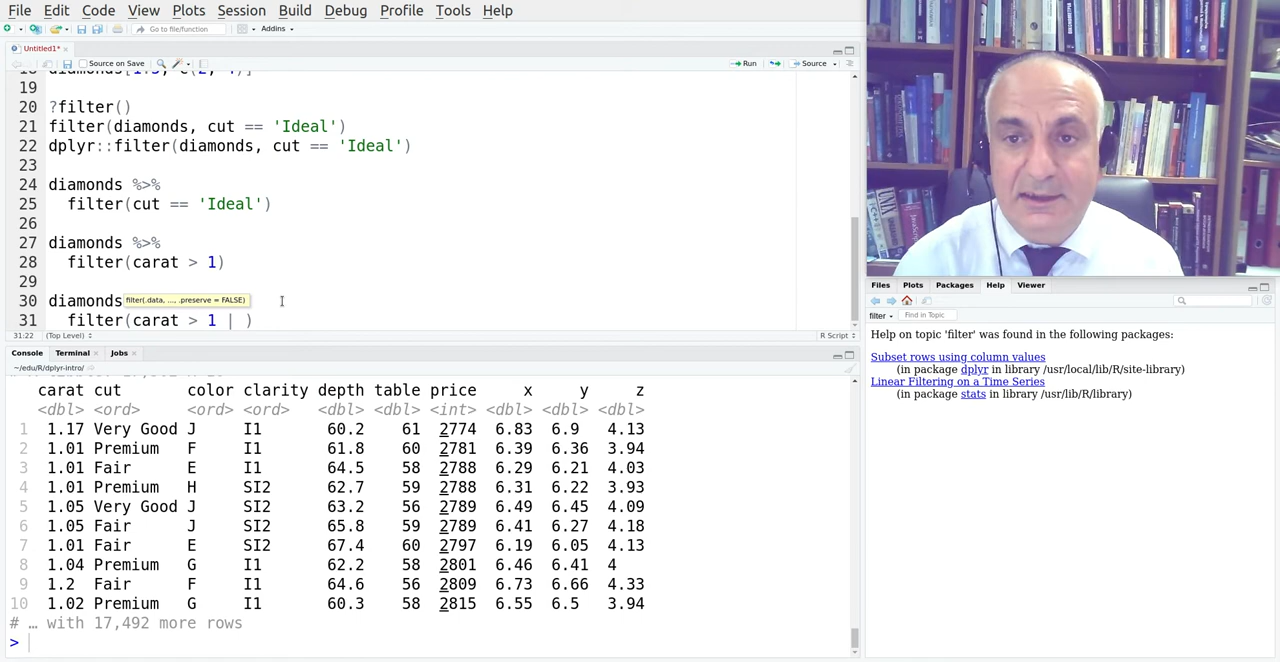 File Edit Code View Plots Session Build Debug Profile Tools Help
Go to file/function Addins
Untitled1*
Source on Save Run Source
19
20 ?filter()
21 filter(diamonds, cut == 'Ideal')
22 dplyr::filter(diamonds, cut == 'Ideal')
23
24 diamonds %>%
25 filter(cut == 'Ideal')
26
27 diamonds %>%
28 filter(carat > 1)
29
30 diamonds filter(.data, ..., .preserve = FALSE)
31 filter(carat > 1 | )
31:22 (Top Level) R Script
Console Terminal Jobs
~/edu/R/dplyr-intro/
carat cut color clarity depth table price x y z
<dbl> <ord> <ord> <ord> <dbl> <dbl> <int> <dbl> <dbl> <dbl>
1 1.17 Very Good J I1 60.2 61 2774 6.83 6.9 4.13
2 1.01 Premium F I1 61.8 60 2781 6.39 6.36 3.94
3 1.01 Fair E I1 64.5 58 2788 6.29 6.21 4.03
4 1.01 Premium H SI2 62.7 59 2788 6.31 6.22 3.93
5 1.05 Very Good J SI2 63.2 56 2789 6.49 6.45 4.09
6 1.05 Fair J SI2 65.8 59 2789 6.41 6.27 4.18
7 1.01 Fair E SI2 67.4 60 2797 6.19 6.05 4.13
8 1.04 Premium G I1 62.2 58 2801 6.46 6.41 4
9 1.2 Fair F I1 64.6 56 2809 6.73 6.66 4.33
10 1.02 Premium G I1 60.3 58 2815 6.55 6.5 3.94
# … with 17,492 more rows
>
UNIX
JavaScript
Files Plots Packages Help Viewer
filter Find in Topic
Help on topic 'filter' was found in the following packages:
Subset rows using column values
(in package dplyr in library /usr/local/lib/R/site-library)
Linear Filtering on a Time Series
(in package stats in library /usr/lib/R/library)